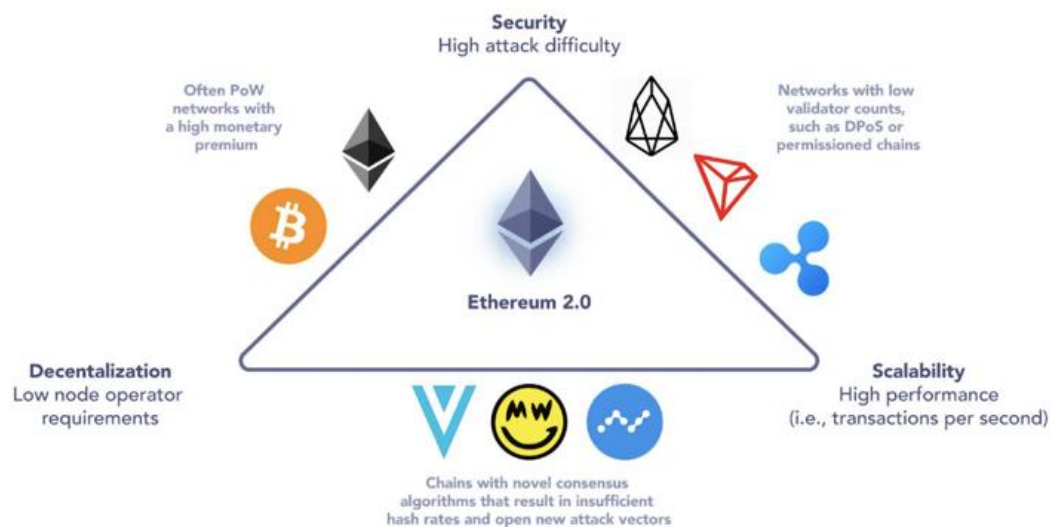 Security
High attack difficulty
Often PoW
networks with
a high monetary
premium
Networks with low
validator counts,
such as DPoS or
permissioned chains
Ethereum 2.0
Decentalization
Low node operator
requirements
Scalability
High performance
(i.e., transactions per second)
MW
Chains with novel consensus
algorithms that result in insufficient
hash rates and open new attack vectors